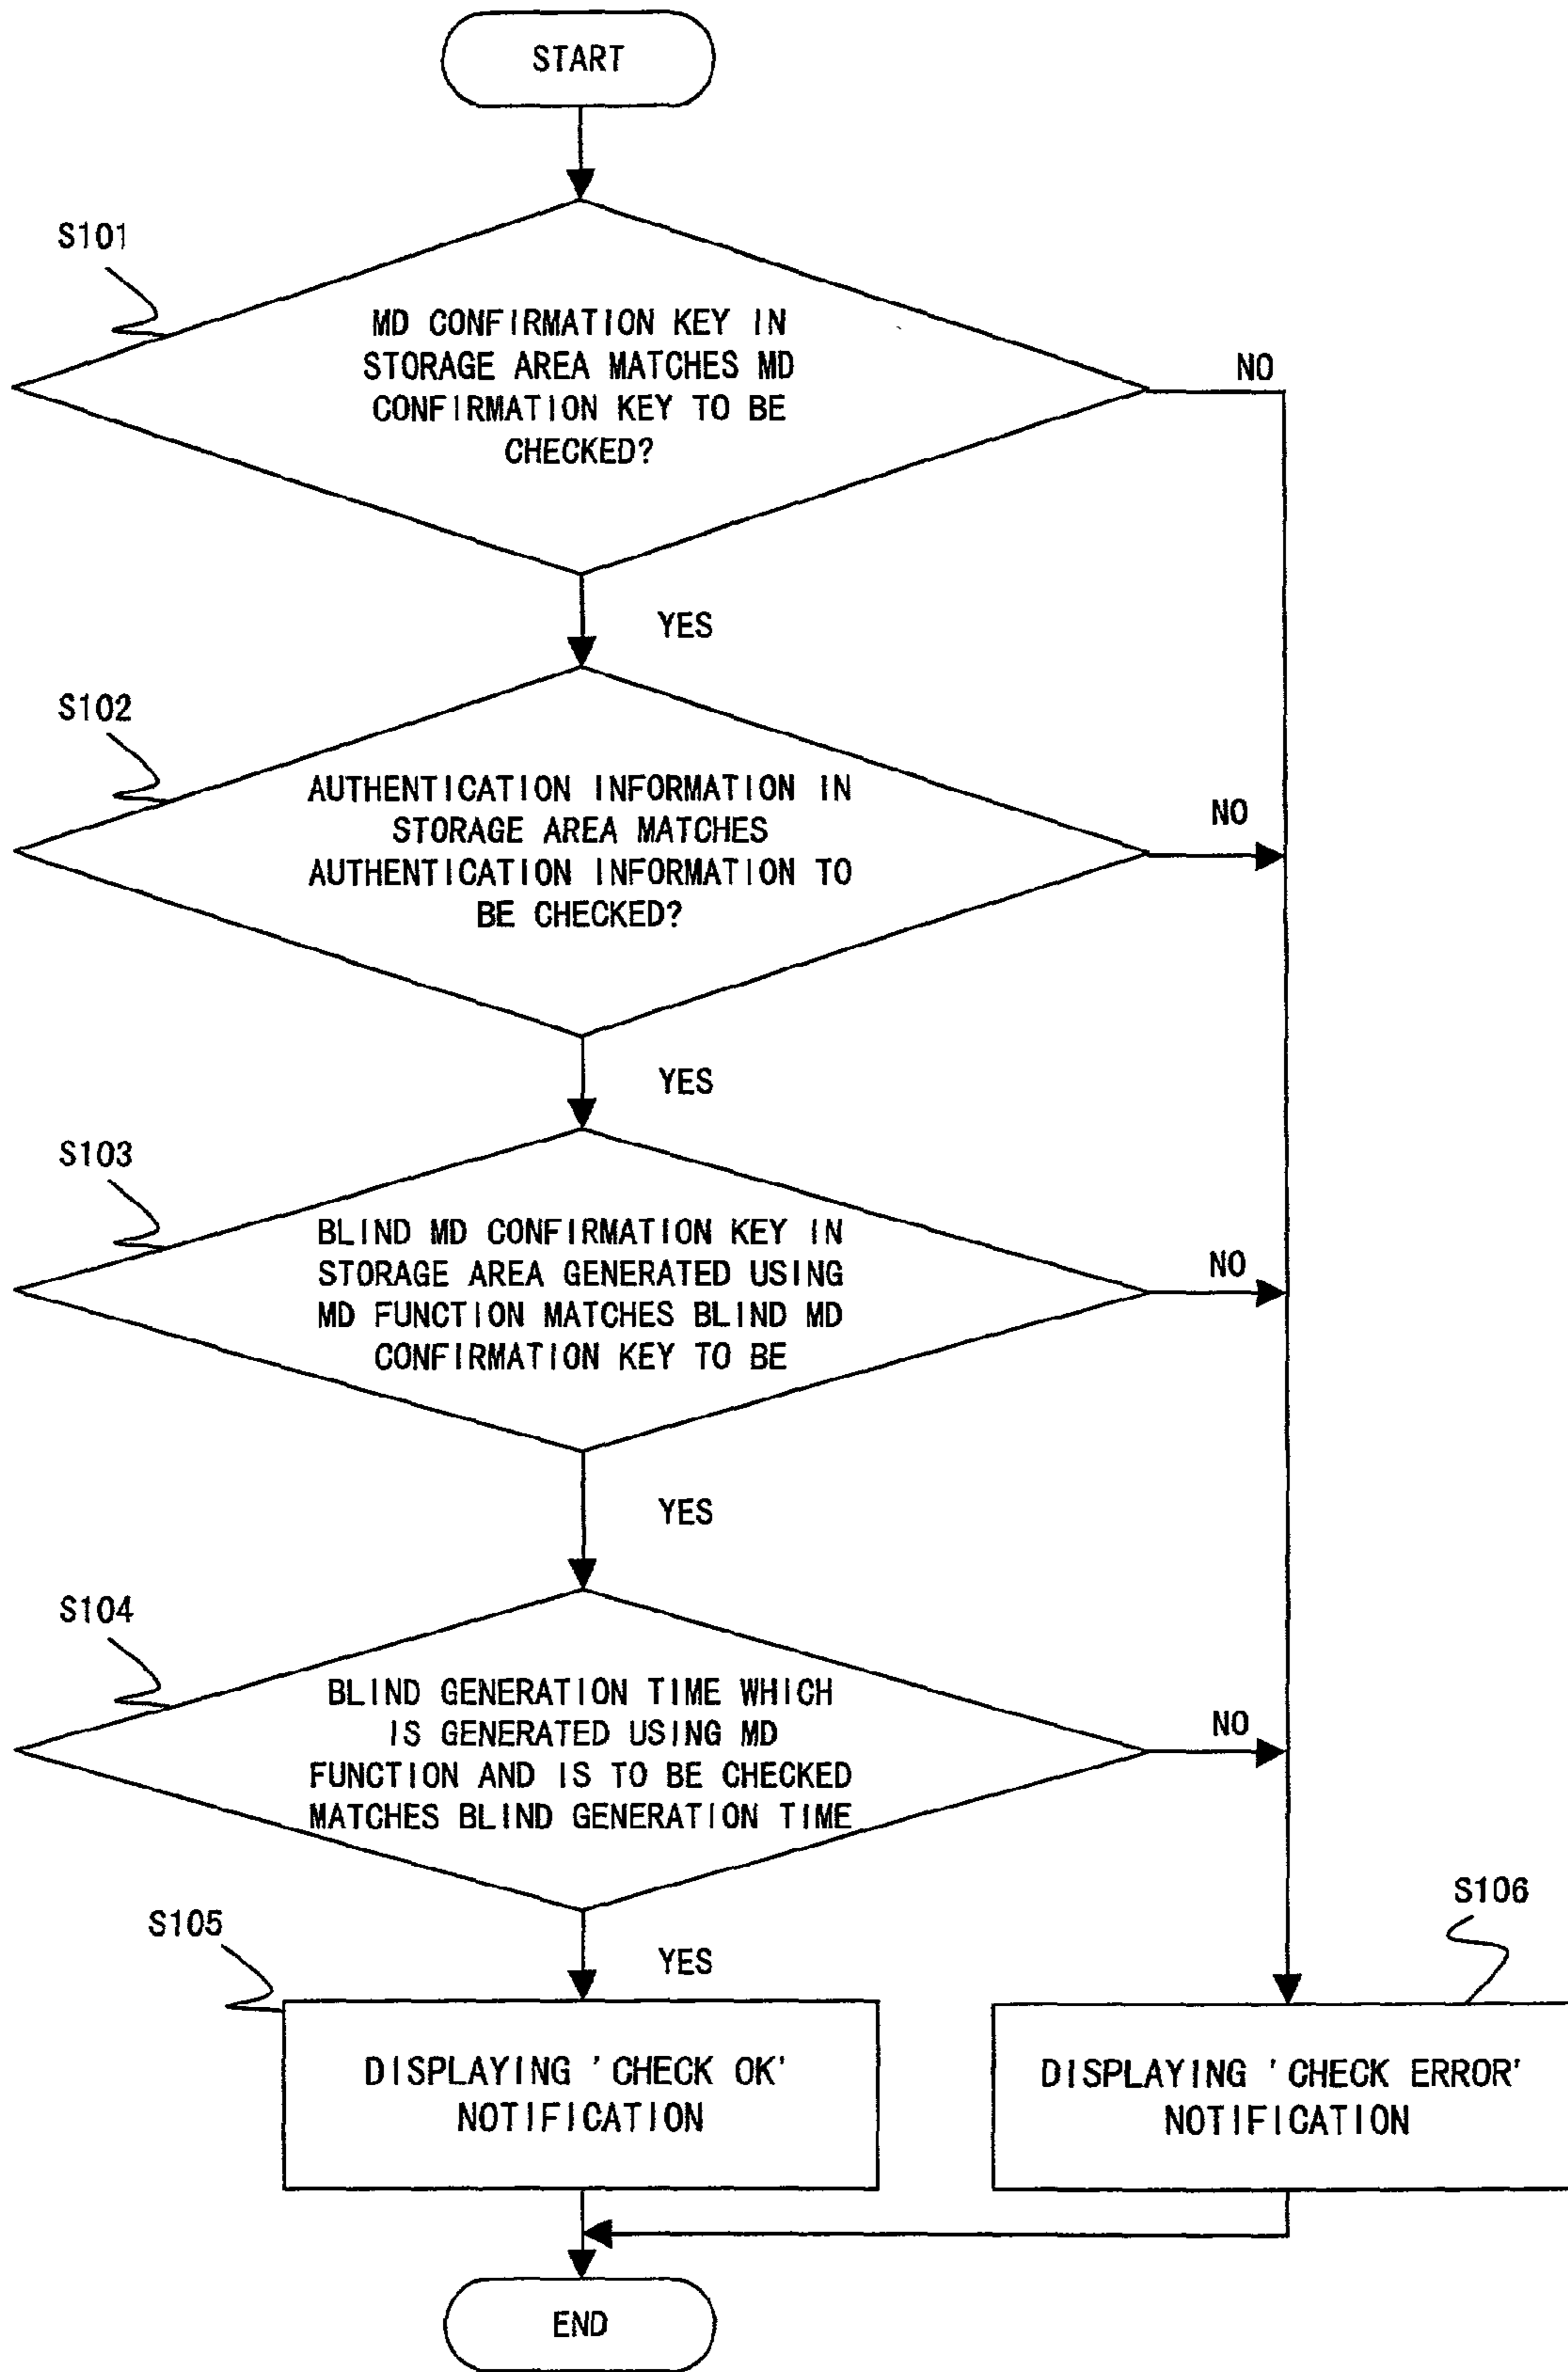 START
S101
MD CONFIRMATION KEY IN
STORAGE AREA MATCHES MD
CONFIRMATION KEY TO BE
CHECKED?
NO
YES
S102
AUTHENTICATION INFORMATION IN
STORAGE AREA MATCHES
AUTHENTICATION INFORMATION TO
BE CHECKED?
NO
YES
S103
BLIND MD CONFIRMATION KEY IN
STORAGE AREA GENERATED USING
MD FUNCTION MATCHES BLIND MD
CONFIRMATION KEY TO BE
NO
YES
S104
BLIND GENERATION TIME WHICH
IS GENERATED USING MD
FUNCTION AND IS TO BE CHECKED
MATCHES BLIND GENERATION TIME
NO
YES
S105
DISPLAYING 'CHECK OK'
NOTIFICATION
S106
DISPLAYING 'CHECK ERROR'
NOTIFICATION
END